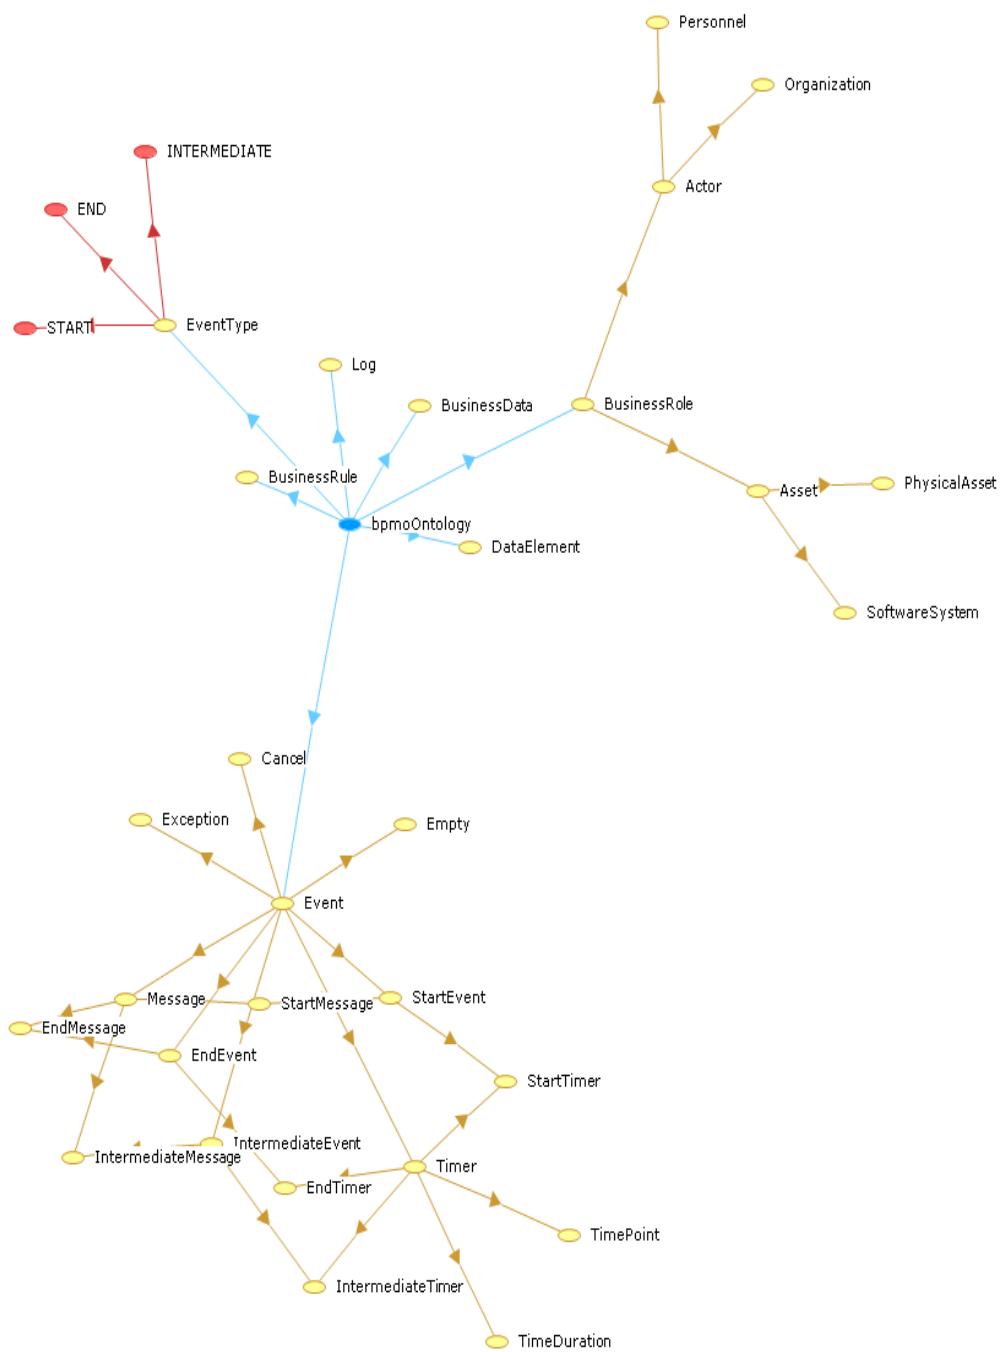 Personnel
Organization
INTERMEDIATE
Actor
END
EventType
START
Log
BusinessData
BusinessRole
BusinessRule
PhysicalAsset
Asset
bpmoOntology
DataElement
SoftwareSystem
Cancel
Exception
Empty
Event
Message
StartMessage
StartEvent
EndMessage
EndEvent
StartTimer
IntermediateEvent
IntermediateMessage
Timer
EndTimer
TimePoint
IntermediateTimer
TimeDuration